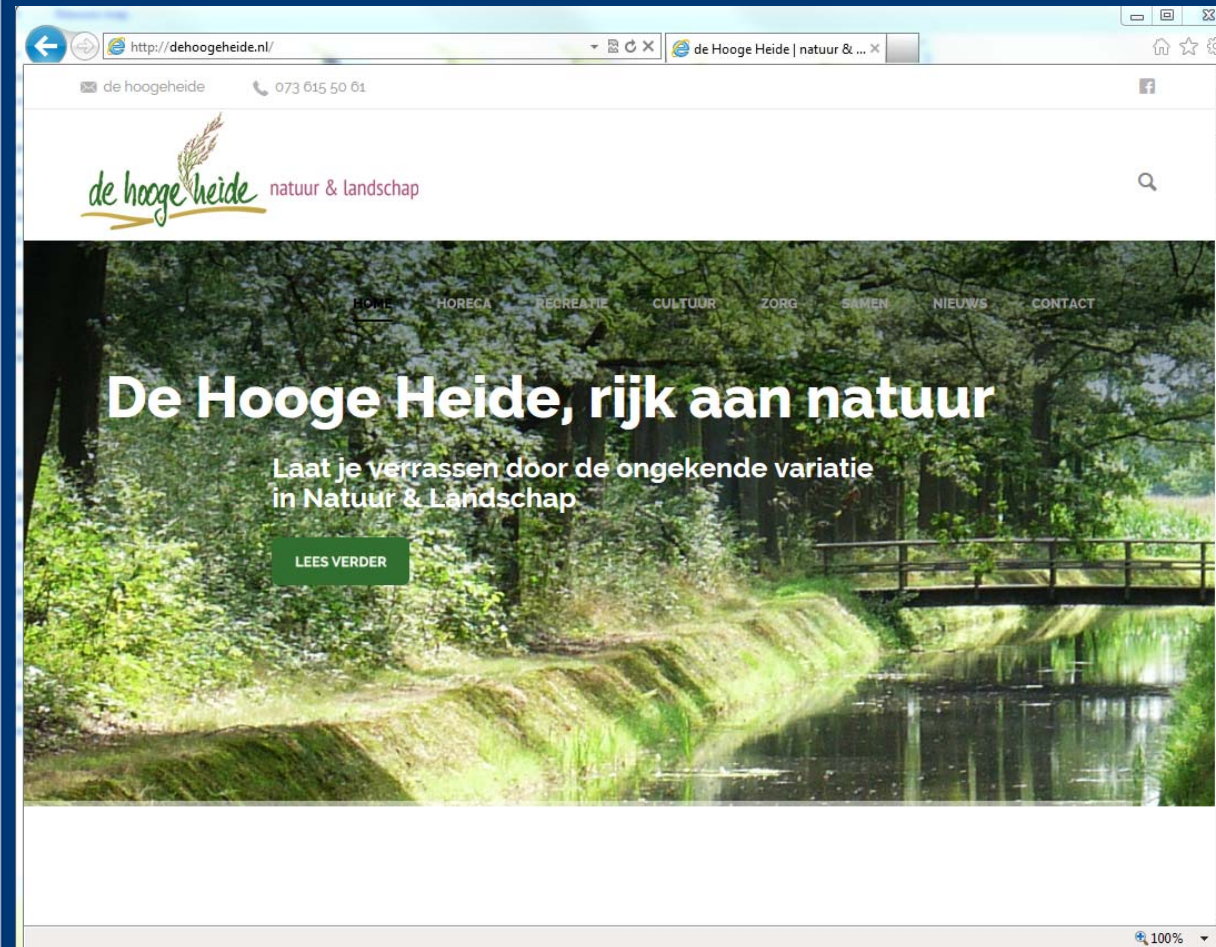 http://dehoogeheide.nl/
de Hooge Heide | natuur & ...
de hoogeheide
073 615 50 61
de hooge heide natuur & landschap
HOME HORECA RECREATIE CULTUUR ZORG SAMEN NIEUWS CONTACT
De Hooge Heide, rijk aan natuur
Laat je verrassen door de ongekende variatie
in Natuur & Landschap
LEES VERDER
100%